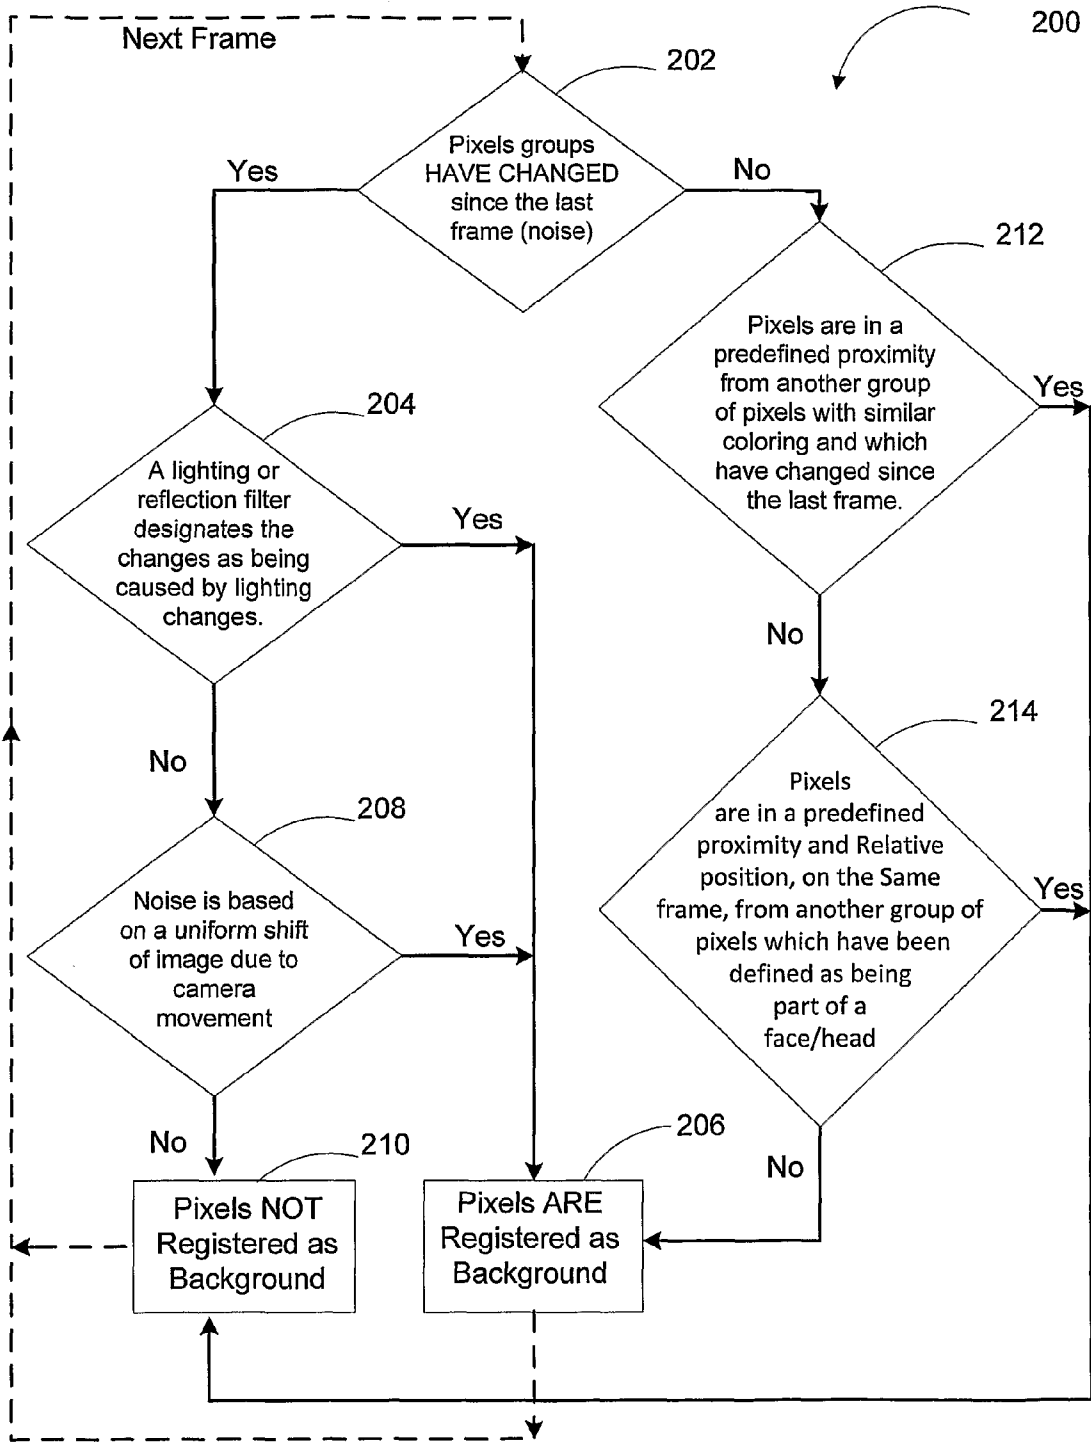 200
Next Frame
202
Pixels groups
HAVE CHANGED
since the last
frame (noise)
Yes
No
212
Pixels are in a
predefined proximity
from another group
of pixels with similar
coloring and which
have changed since
the last frame.
Yes
204
A lighting or
reflection filter
designates the
changes as being
caused by lighting
changes.
Yes
No
No
214
Pixels
are in a predefined
proximity and Relative
position, on the Same
frame, from another group of
pixels which have been
defined as being
part of a
face/head
Yes
208
Noise is based
on a uniform shift
of image due to
camera
movement
Yes
No
210
Pixels NOT
Registered as
Background
206
Pixels ARE
Registered as
Background
No